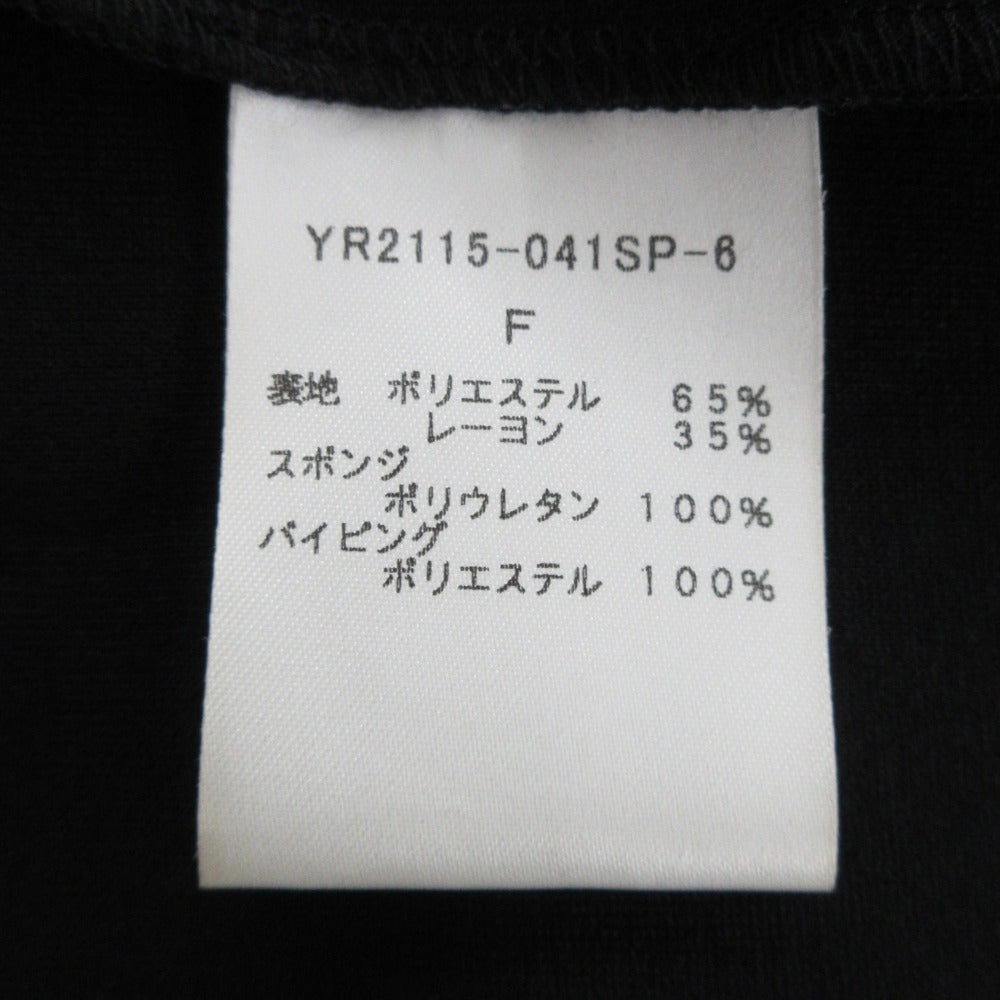 YR2115-041SP-6
F
裏地 ポリエステル 65%
レーヨン 35%
スポンジ
ポリウレタン 100%
パイピング
ポリエステル 100%